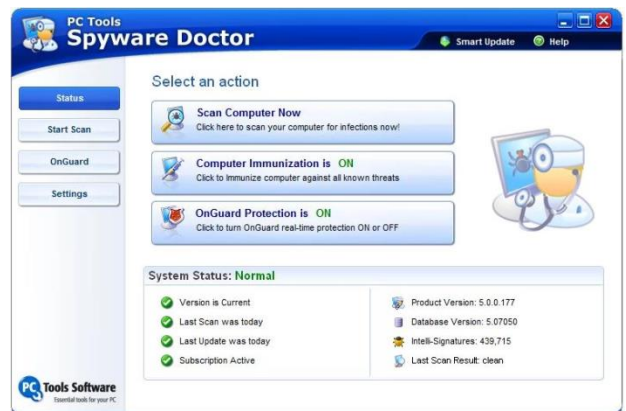 PC Tools
Spyware Doctor
Smart Update
Help
Status
Start Scan
OnGuard
Settings
Select an action
Scan Computer Now
Click here to scan your computer for infections now!
Computer Immunization is ON
Click to Immunize computer against all known threats
OnGuard Protection is ON
Click to turn OnGuard real-time protection ON or OFF
System Status: Normal
Version is Current
Last Scan was today
Last Update was today
Subscription Active
Product Version: 5.0.0.177
Database Version: 5.07050
Intelli-Signatures: 439,715
Last Scan Result: clean
PC Tools Software
Essential tools for your PC